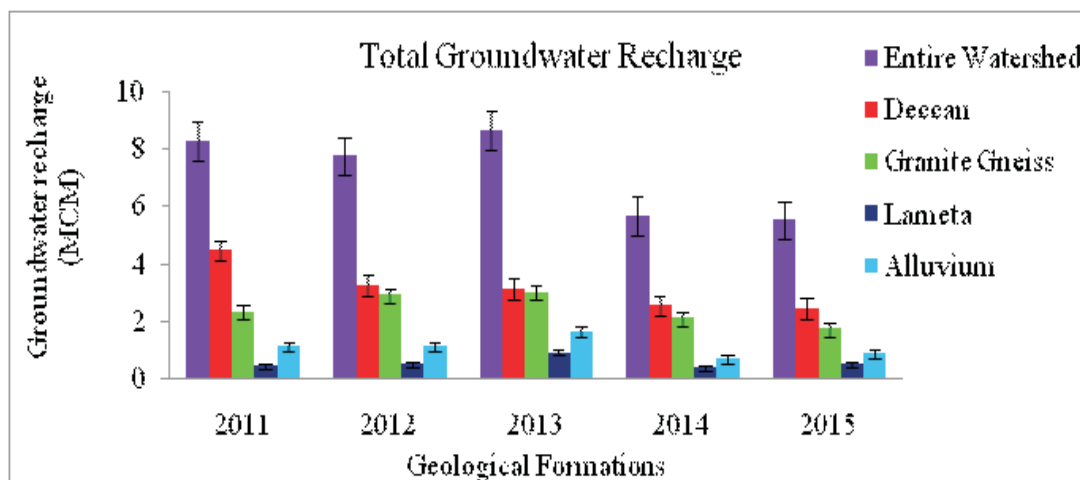 Total Groundwater Recharge
Groundwater recharge
(MCM)
10
8
6
4
2
0
2011
2012
2013
2014
2015
Geological Formations
Entire Watershed
Deccan
Granite Gneiss
Lameta
Alluvium